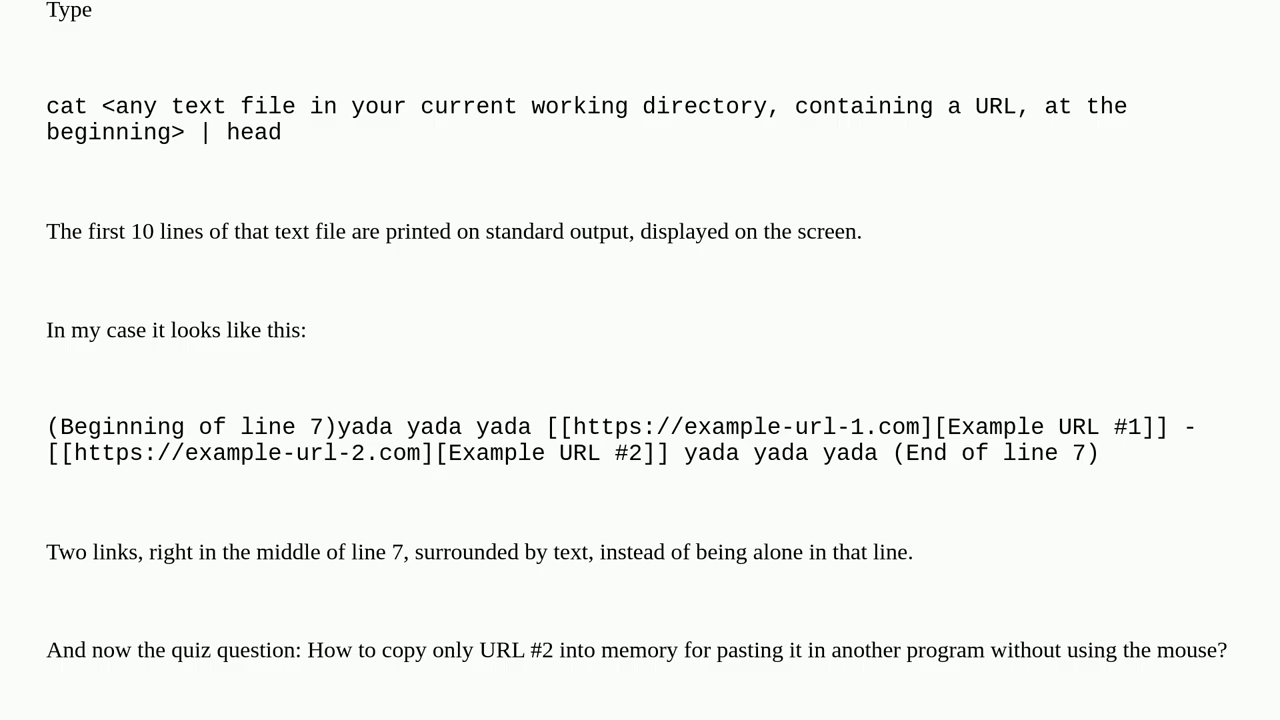 Type
cat <any text file in your current working directory, containing a URL, at the
beginning> | head
The first 10 lines of that text file are printed on standard output, displayed on the screen.
In my case it looks like this:
(Beginning of line 7)yada yada yada [[https://example-url-1.com][Example URL #1]] -
[[https://example-url-2.com][Example URL #2]] yada yada yada (End of line 7)
Two links, right in the middle of line 7, surrounded by text, instead of being alone in that line.
And now the quiz question: How to copy only URL #2 into memory for pasting it in another program without using the mouse?